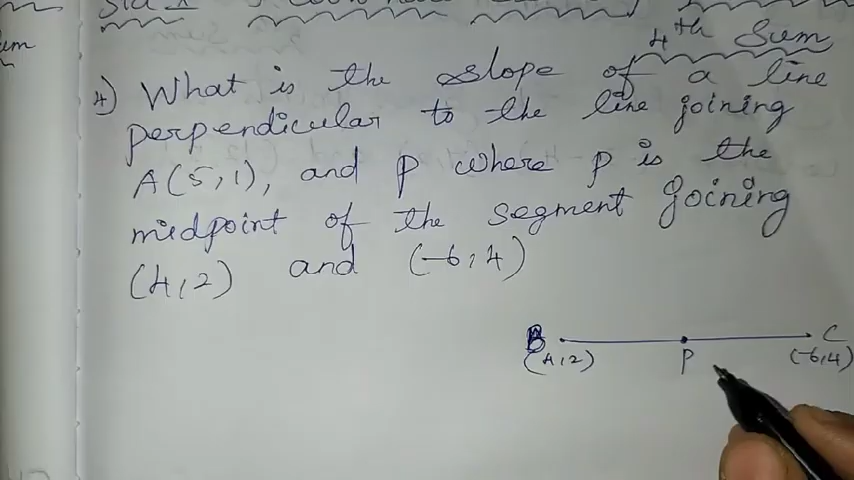 4th Sum
4) What is the slope of a line
perpendicular to the line joining
A(5,1), and P where P is the
midpoint of the segment joining
(4,2) and (-6,4)
B P C
(4,2) (-6,4)